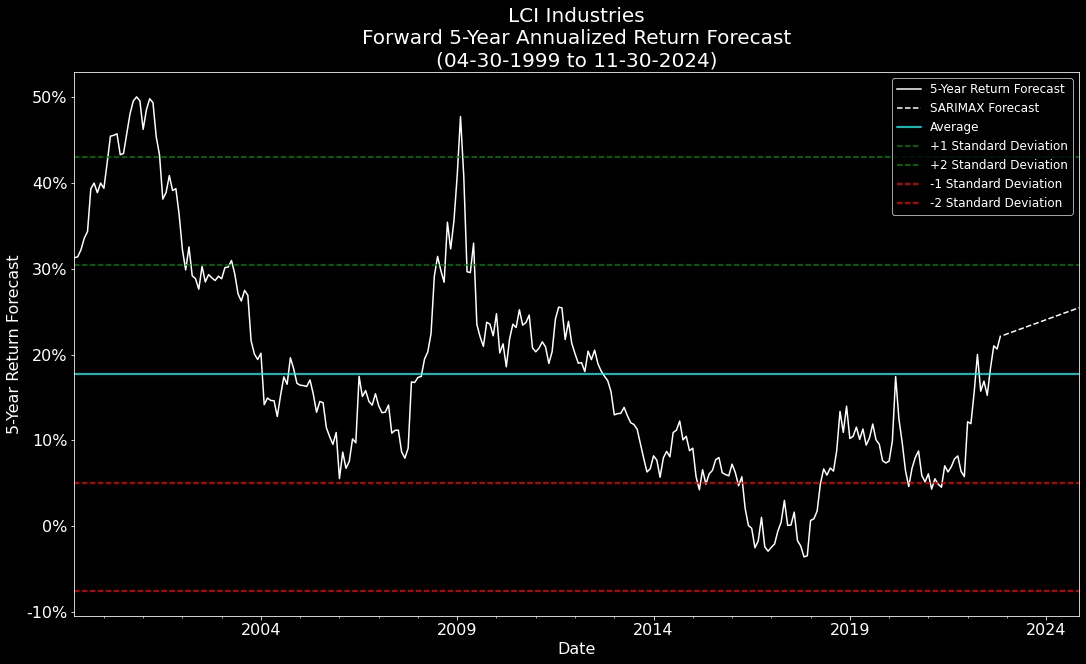 LCI Industries
Forward 5-Year Annualized Return Forecast
(04-30-1999 to 11-30-2024)
5-Year Return Forecast
SARIMAX Forecast
Average
+1 Standard Deviation
+2 Standard Deviation
-1 Standard Deviation
-2 Standard Deviation
50%
40%
30%
20%
10%
0%
-10%
5-Year Return Forecast
2004 2009 2014 2019 2024
Date